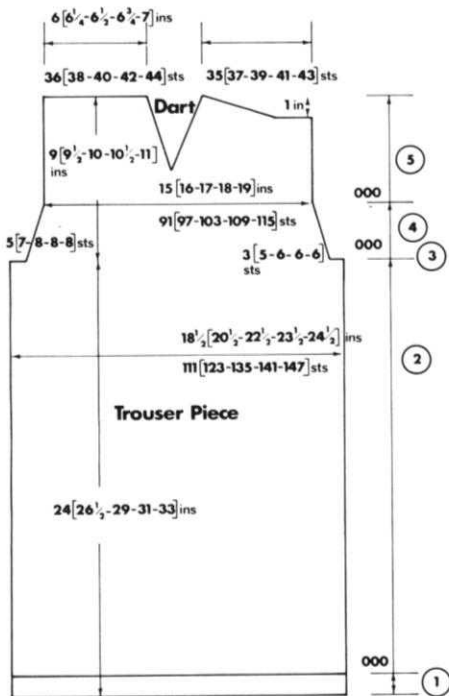 6[6¼-6½-6¾-7]ins
36[38-40-42-44]sts
35[37-39-41-43]sts
Dart
1 in
9[9½-10-10½-11]
ins
5
15[16-17-18-19]ins
000
91[97-103-109-115]sts
4
5[7-8-8-8]sts
3[5-6-6-6]
sts
000
3
18½[20½-22½-23½-24½]ins
111[123-135-141-147]sts
2
Trouser Piece
24[26½-29-31-33]ins
000
1